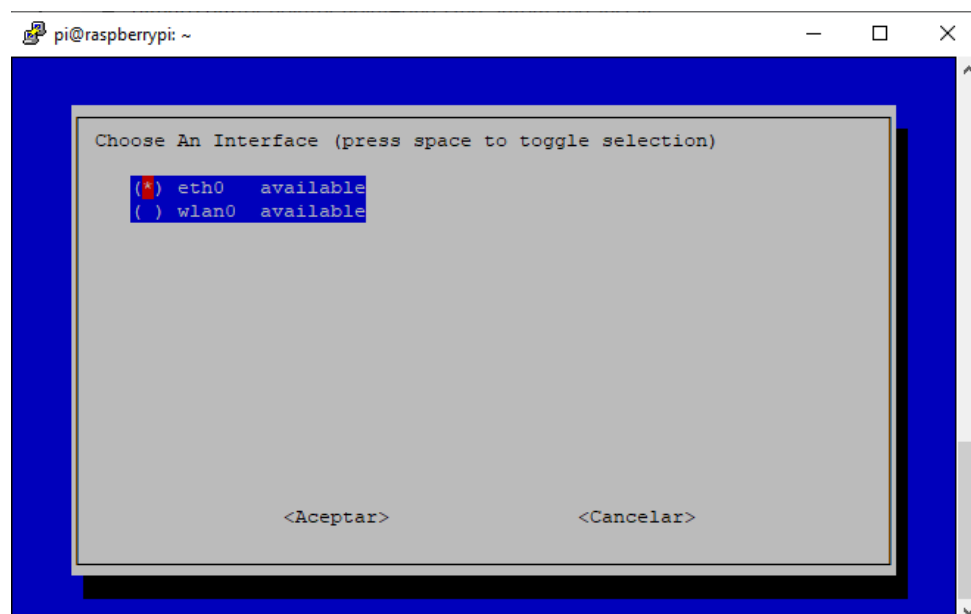 pi@raspberrypi: ~
Choose An Interface (press space to toggle selection)
(*) eth0 available
( ) wlan0 available
<Aceptar> <Cancelar>